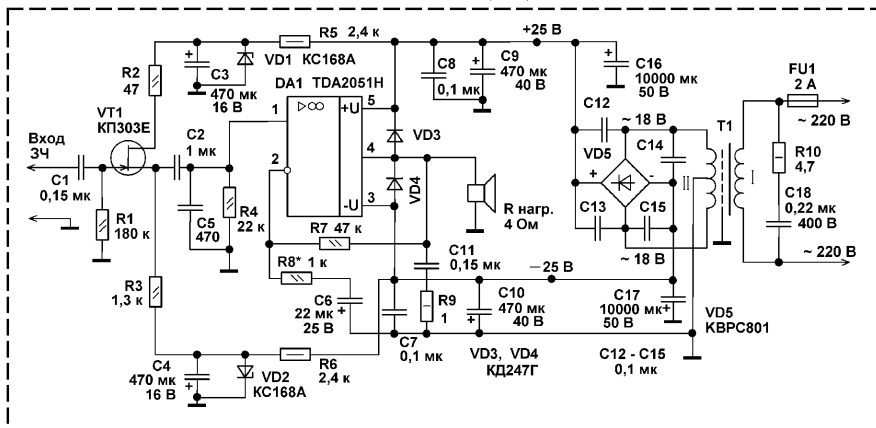 R5 2,4 к
+25 В
VD1 КС168А
R2
47
C3
470 мк
16 В
DA1 TDA2051H
C8
0,1 мк
C9
470 мк
40 В
C16
10000 мк
50 В
FU1
2 А
~ 220 В
VT1
КП303Е
Вход
ЗЧ
C2
1 мк
1
2
▷∞
+U
-U
5
4
3
VD3
VD4
C12
~ 18 В
VD5
+
-
C14
C13
C15
~ 18 В
II
T1
I
R10
4,7
C18
0,22 мк
400 В
~ 220 В
C1
0,15 мк
R1
180 к
C5
470
R4
22 к
R7 47 к
R8* 1 к
R нагр.
4 Ом
C11
0,15 мк
R3
1,3 к
C6
22 мк
25 В
R9
1
C7
0,1 мк
C10
470 мк
40 В
—25 В
C17
10000 мк
50 В
VD5
KBPC801
C4
470 мк
16 В
VD2
КС168А
R6
2,4 к
VD3, VD4
КД247Г
C12 - C15
0,1 мк